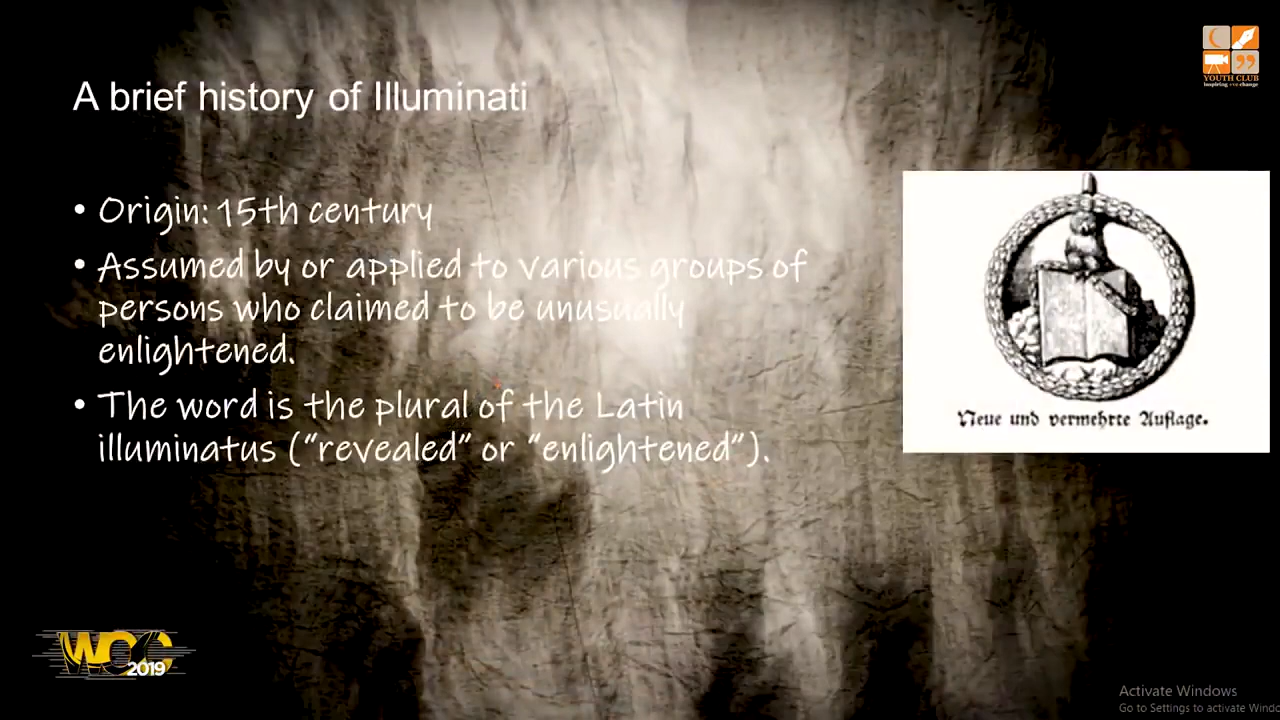 YOUTH CLUB
A brief history of Illuminati
• Origin: 15th century
• Assumed by or applied to various groups of
persons who claimed to be unusually
enlightened.
• The word is the plural of the Latin
illuminatus (“revealed” or “enlightened”).
Neue und vermehrte Auflage.
2019
Activate Windows
Go to Settings to activate Windo